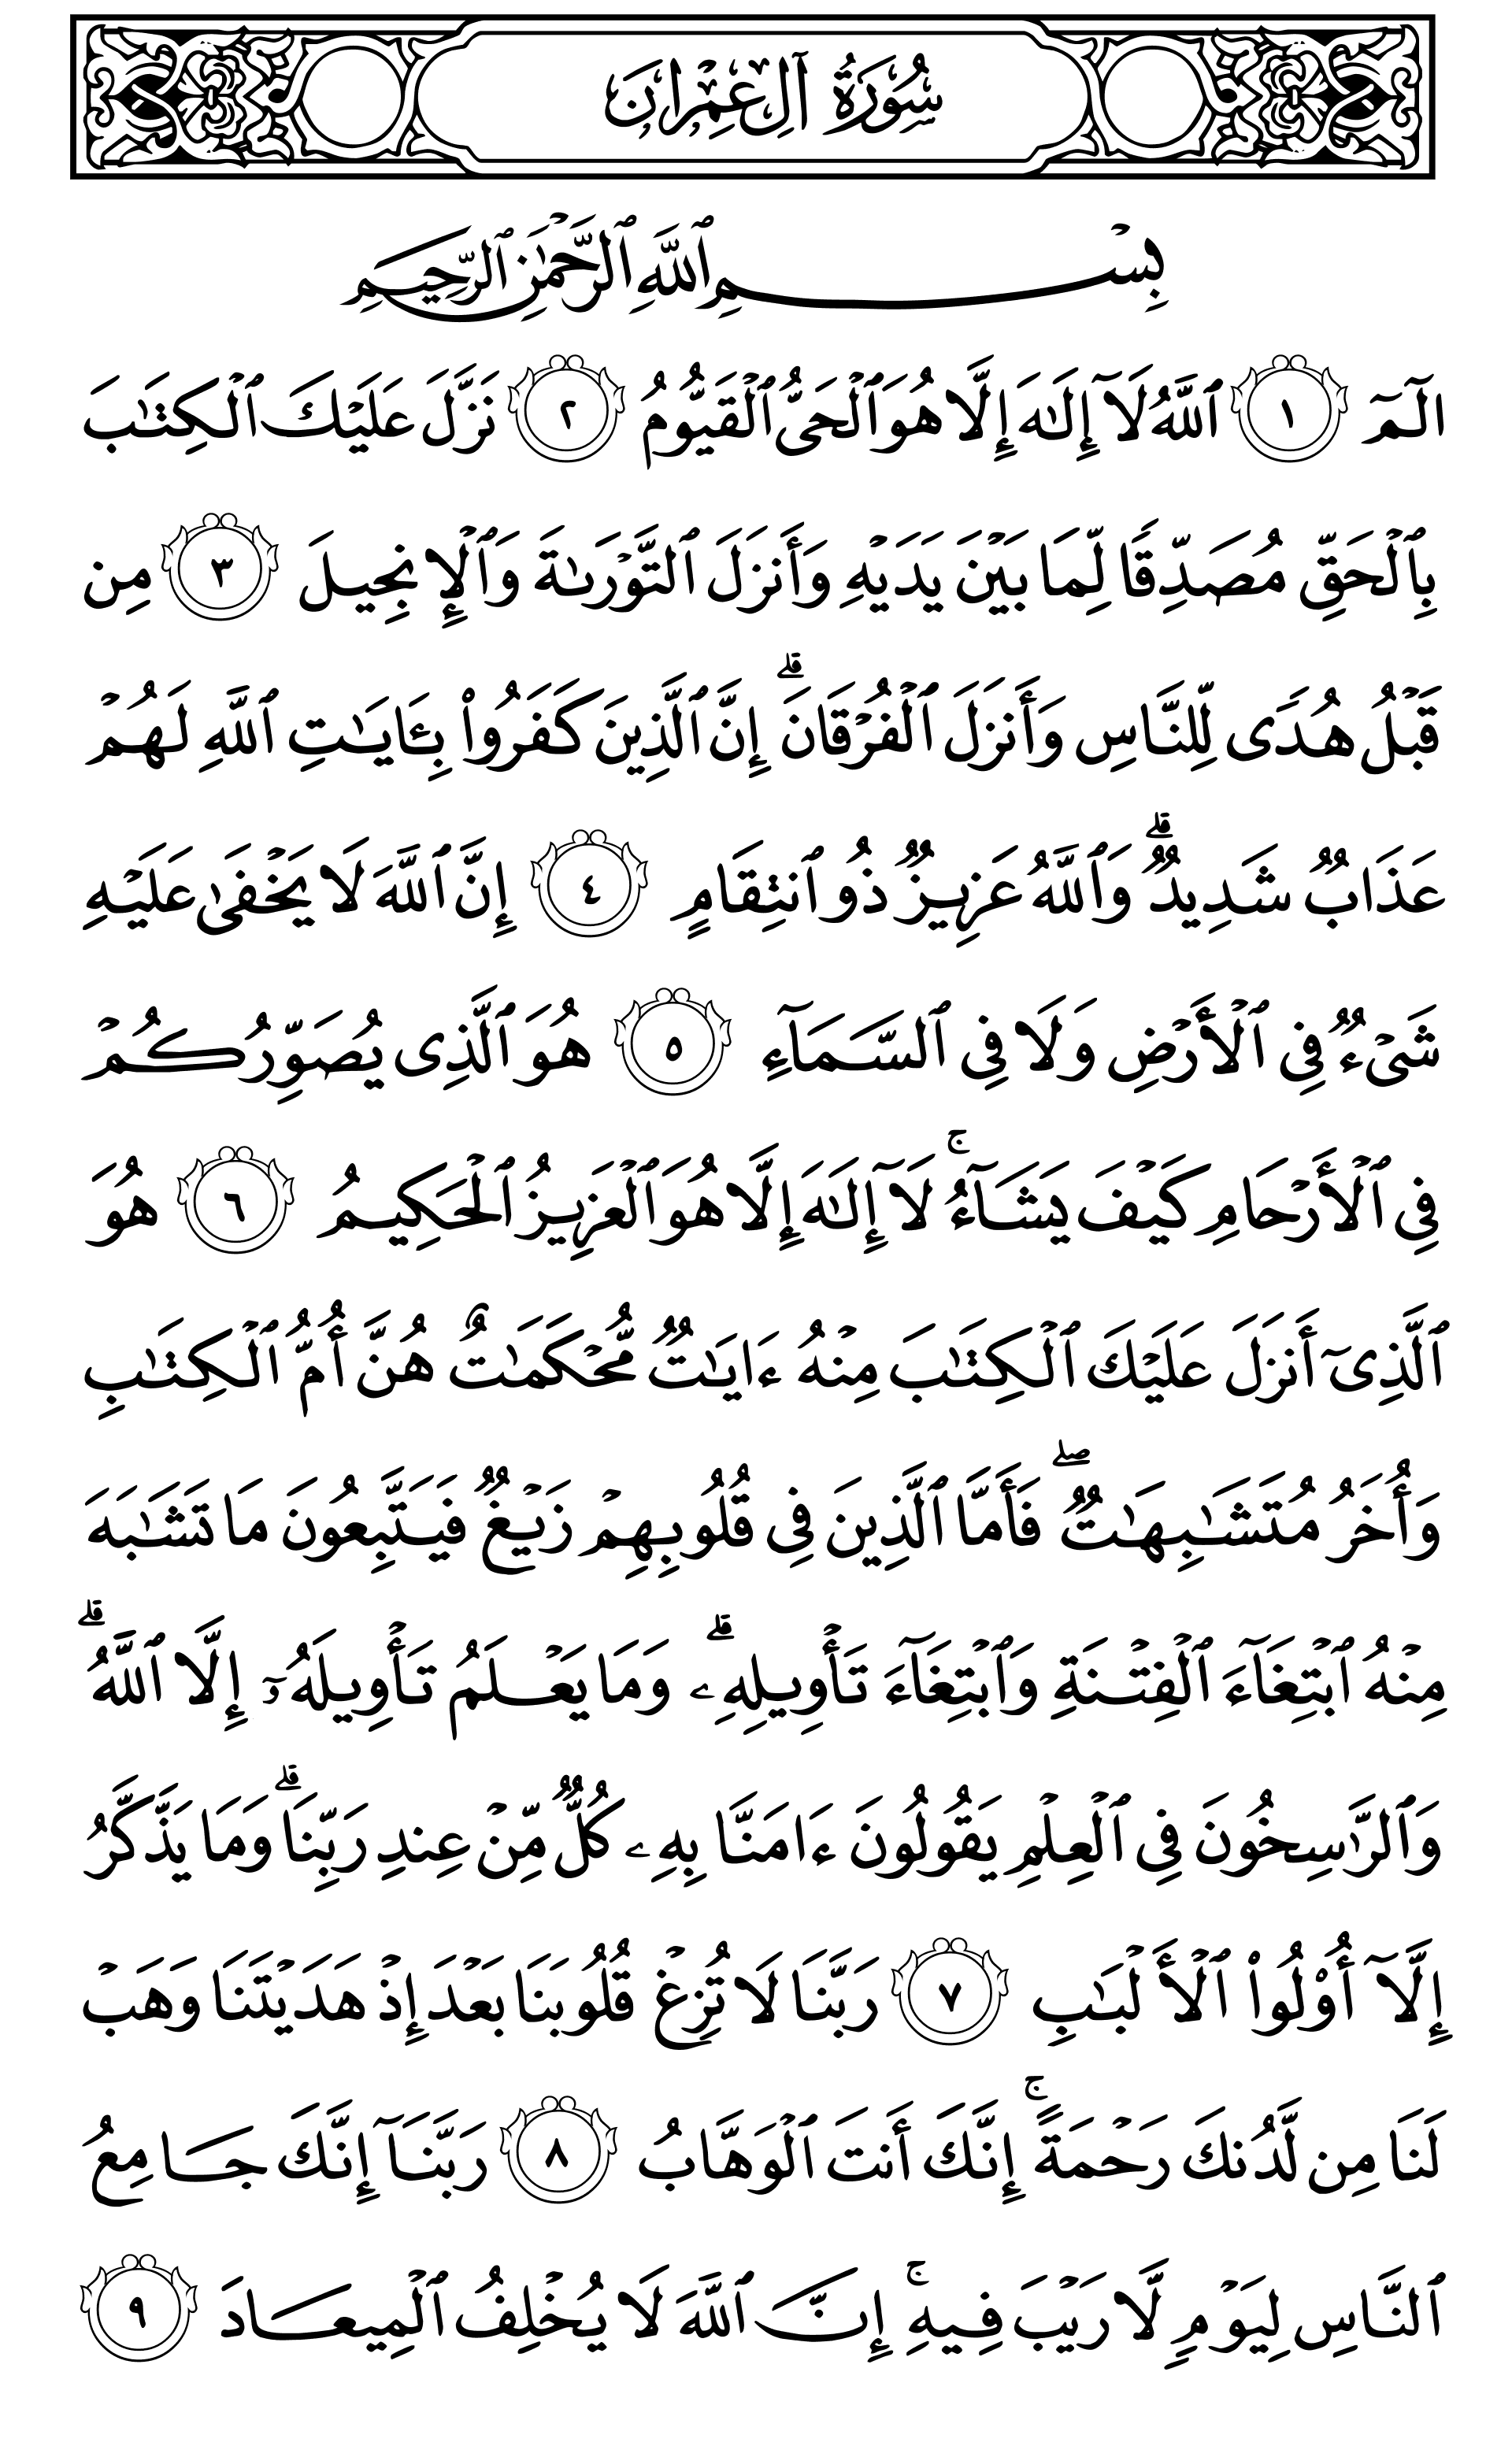 سُورَةُ آلِ عِمۡرَان
بِسۡمِ ٱللَّهِ ٱلرَّحۡمَٰنِ ٱلرَّحِيمِ
الٓمٓ ١ ٱللَّهُ لَآ إِلَٰهَ إِلَّا هُوَ ٱلۡحَىُّ ٱلۡقَيُّومُ ٢ نَزَّلَ عَلَيۡكَ ٱلۡكِتَٰبَ
بِٱلۡحَقِّ مُصَدِّقٗا لِّمَا بَيۡنَ يَدَيۡهِ وَأَنزَلَ ٱلتَّوۡرَىٰةَ وَٱلۡإِنجِيلَ ٣ مِن
قَبۡلُ هُدٗى لِّلنَّاسِ وَأَنزَلَ ٱلۡفُرۡقَانَۗ إِنَّ ٱلَّذِينَ كَفَرُواْ بِـَٔايَٰتِ ٱللَّهِ لَهُمۡ
عَذَابٞ شَدِيدٞۗ وَٱللَّهُ عَزِيزٞ ذُو ٱنتِقَامٍ ٤ إِنَّ ٱللَّهَ لَا يَخۡفَىٰ عَلَيۡهِ
شَىۡءٞ فِى ٱلۡأَرۡضِ وَلَا فِى ٱلسَّمَآءِ ٥ هُوَ ٱلَّذِى يُصَوِّرُكُمۡ
فِى ٱلۡأَرۡحَامِ كَيۡفَ يَشَآءُۚ لَآ إِلَٰهَ إِلَّا هُوَ ٱلۡعَزِيزُ ٱلۡحَكِيمُ ٦ هُوَ
ٱلَّذِىٓ أَنزَلَ عَلَيۡكَ ٱلۡكِتَٰبَ مِنۡهُ ءَايَٰتٞ مُّحۡكَمَٰتٌ هُنَّ أُمُّ ٱلۡكِتَٰبِ
وَأُخَرُ مُتَشَٰبِهَٰتٞۖ فَأَمَّا ٱلَّذِينَ فِى قُلُوبِهِمۡ زَيۡغٞ فَيَتَّبِعُونَ مَا تَشَٰبَهَ
مِنۡهُ ٱبۡتِغَآءَ ٱلۡفِتۡنَةِ وَٱبۡتِغَآءَ تَأۡوِيلِهِۦۗ وَمَا يَعۡلَمُ تَأۡوِيلَهُۥٓ إِلَّا ٱللَّهُۗ
وَٱلرَّٰسِخُونَ فِى ٱلۡعِلۡمِ يَقُولُونَ ءَامَنَّا بِهِۦ كُلّٞ مِّنۡ عِندِ رَبِّنَاۗ وَمَا يَذَّكَّرُ
إِلَّآ أُوْلُواْ ٱلۡأَلۡبَٰبِ ٧ رَبَّنَا لَا تُزِغۡ قُلُوبَنَا بَعۡدَ إِذۡ هَدَيۡتَنَا وَهَبۡ
لَنَا مِن لَّدُنكَ رَحۡمَةًۚ إِنَّكَ أَنتَ ٱلۡوَهَّابُ ٨ رَبَّنَآ إِنَّكَ جَامِعُ
ٱلنَّاسِ لِيَوۡمٖ لَّا رَيۡبَ فِيهِۚ إِنَّ ٱللَّهَ لَا يُخۡلِفُ ٱلۡمِيعَادَ ٩